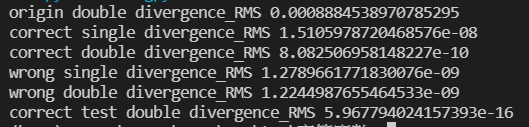 origin double divergence_RMS 0.0008884538970785295
correct single divergence_RMS 1.5105978720468576e-08
correct double divergence_RMS 8.082506958148227e-10
wrong single divergence_RMS 1.2789661771830076e-09
wrong double divergence_RMS 1.2244987655464533e-09
correct test double divergence_RMS 5.967794024157393e-16